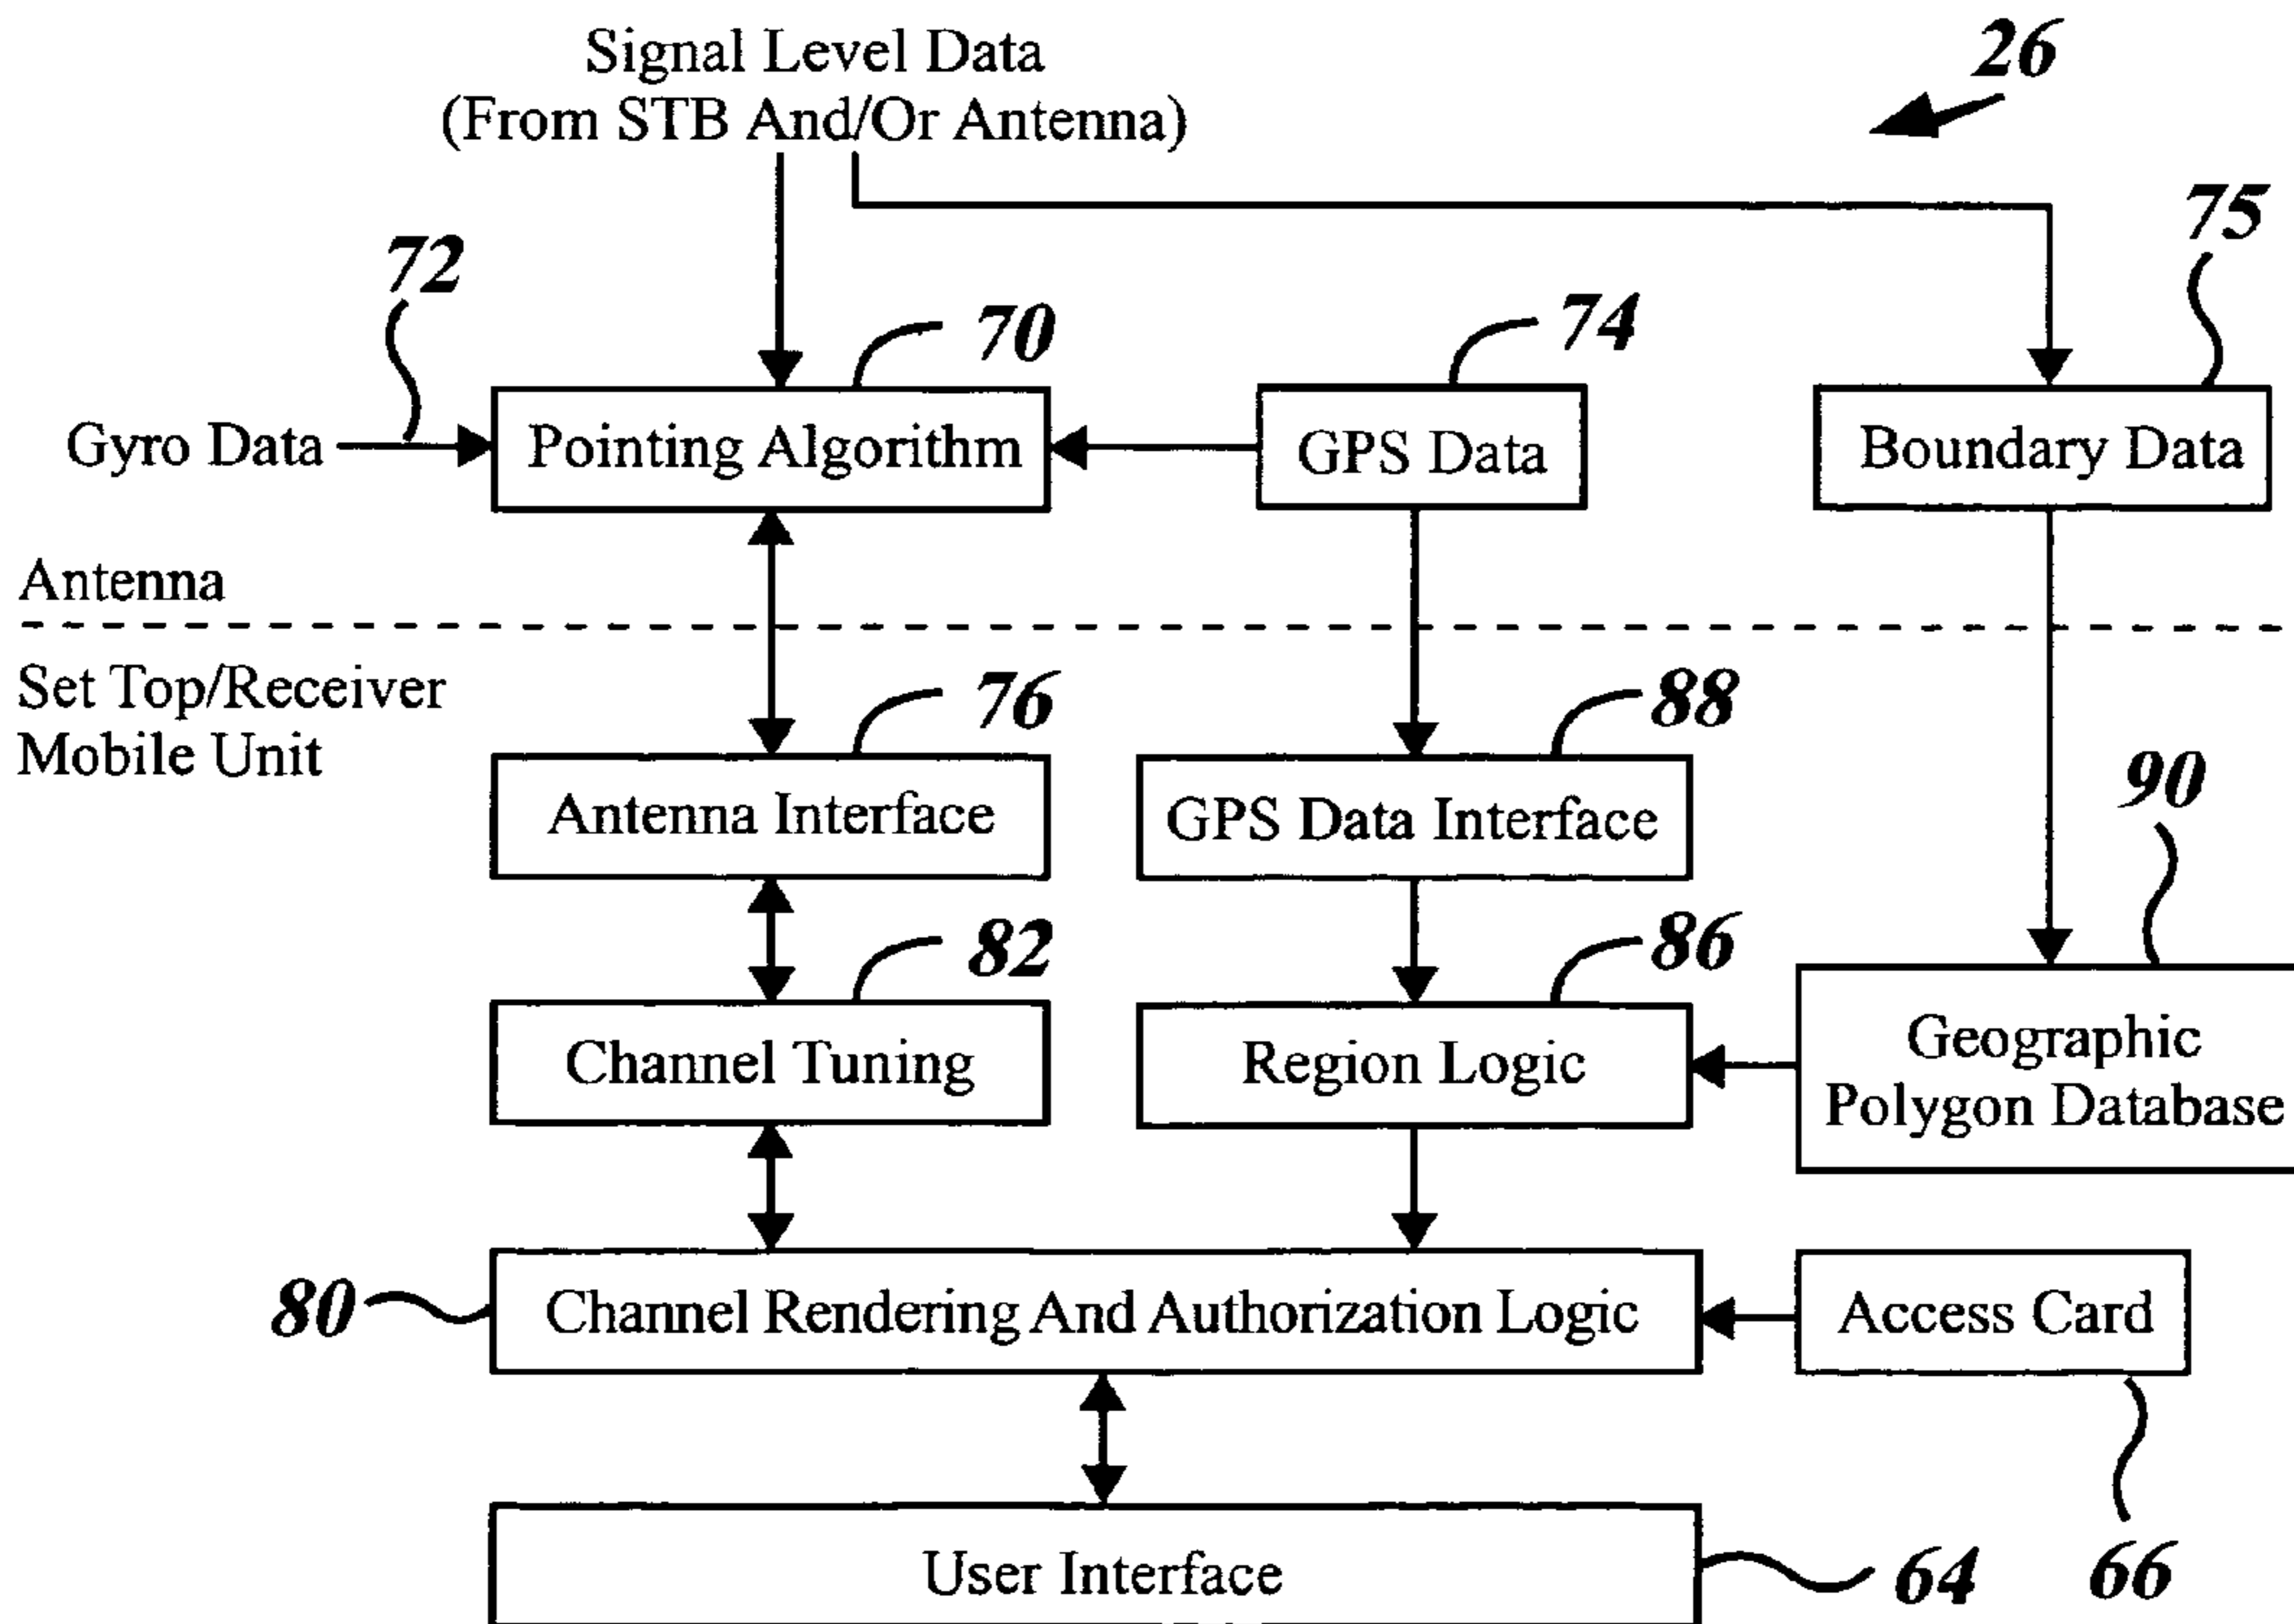 Signal Level Data
(From STB And/Or Antenna)
26
75
72
70
74
Gyro Data
Pointing Algorithm
GPS Data
Boundary Data
Antenna
Set Top/Receiver
Mobile Unit
76
88
90
Antenna Interface
GPS Data Interface
82
86
Channel Tuning
Region Logic
Geographic
Polygon Database
80
Channel Rendering And Authorization Logic
Access Card
User Interface
64
66